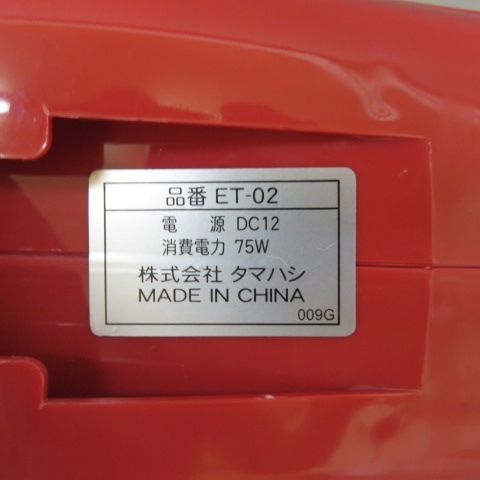 品番 ET-02
電 源 DC12
消費電力 75W
株式会社 タマハシ
MADE IN CHINA
009G